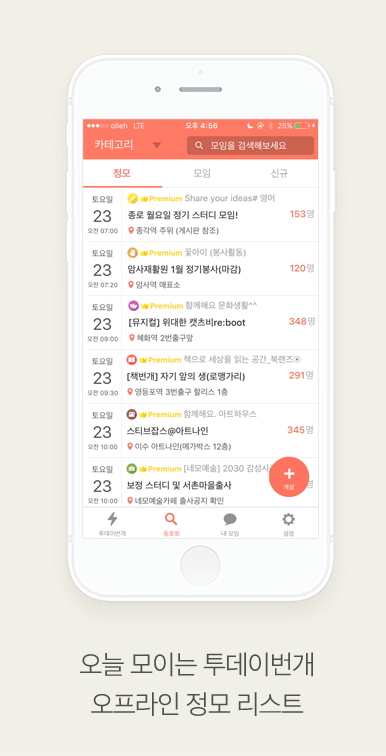 olleh LTE 오후 4:56 25%
카테고리 모임을 검색해보세요
정모 모임 신규
토요일
23
오전 07:00
Premium Share your ideas# 영어
종로 월요일 정기 스터디 모임! 153명
종각역 주위 (게시판 참조)
토요일
23
오전 07:20
Premium 꽃아이 (봉사활동)
암사재활원 1월 정기봉사(마감) 120명
암사역 매표소
토요일
23
오전 09:00
Premium 함께해요 문화생활^^
[뮤지컬] 위대한 캣츠비re:boot 348명
혜화역 2번출구앞
토요일
23
오전 09:30
Premium 책으로 세상을 읽는 공간_북렌즈
[책번개] 자기 앞의 생(로맹가리) 291명
영등포역 3번출구 할리스 1층
토요일
23
오전 10:00
Premium 함께해요. 아트하우스
스티브잡스@아트나인 345명
이수 아트나인(메가박스 12층)
토요일
23
오전 10:00
Premium [네모예술] 2030 감성사
보정 스터디 및 서촌마을출사 명
네모예술카페 출사공지 확인
개설
투데이번개 동호회 내 모임 설정
오늘 모이는 투데이번개
오프라인 정모 리스트